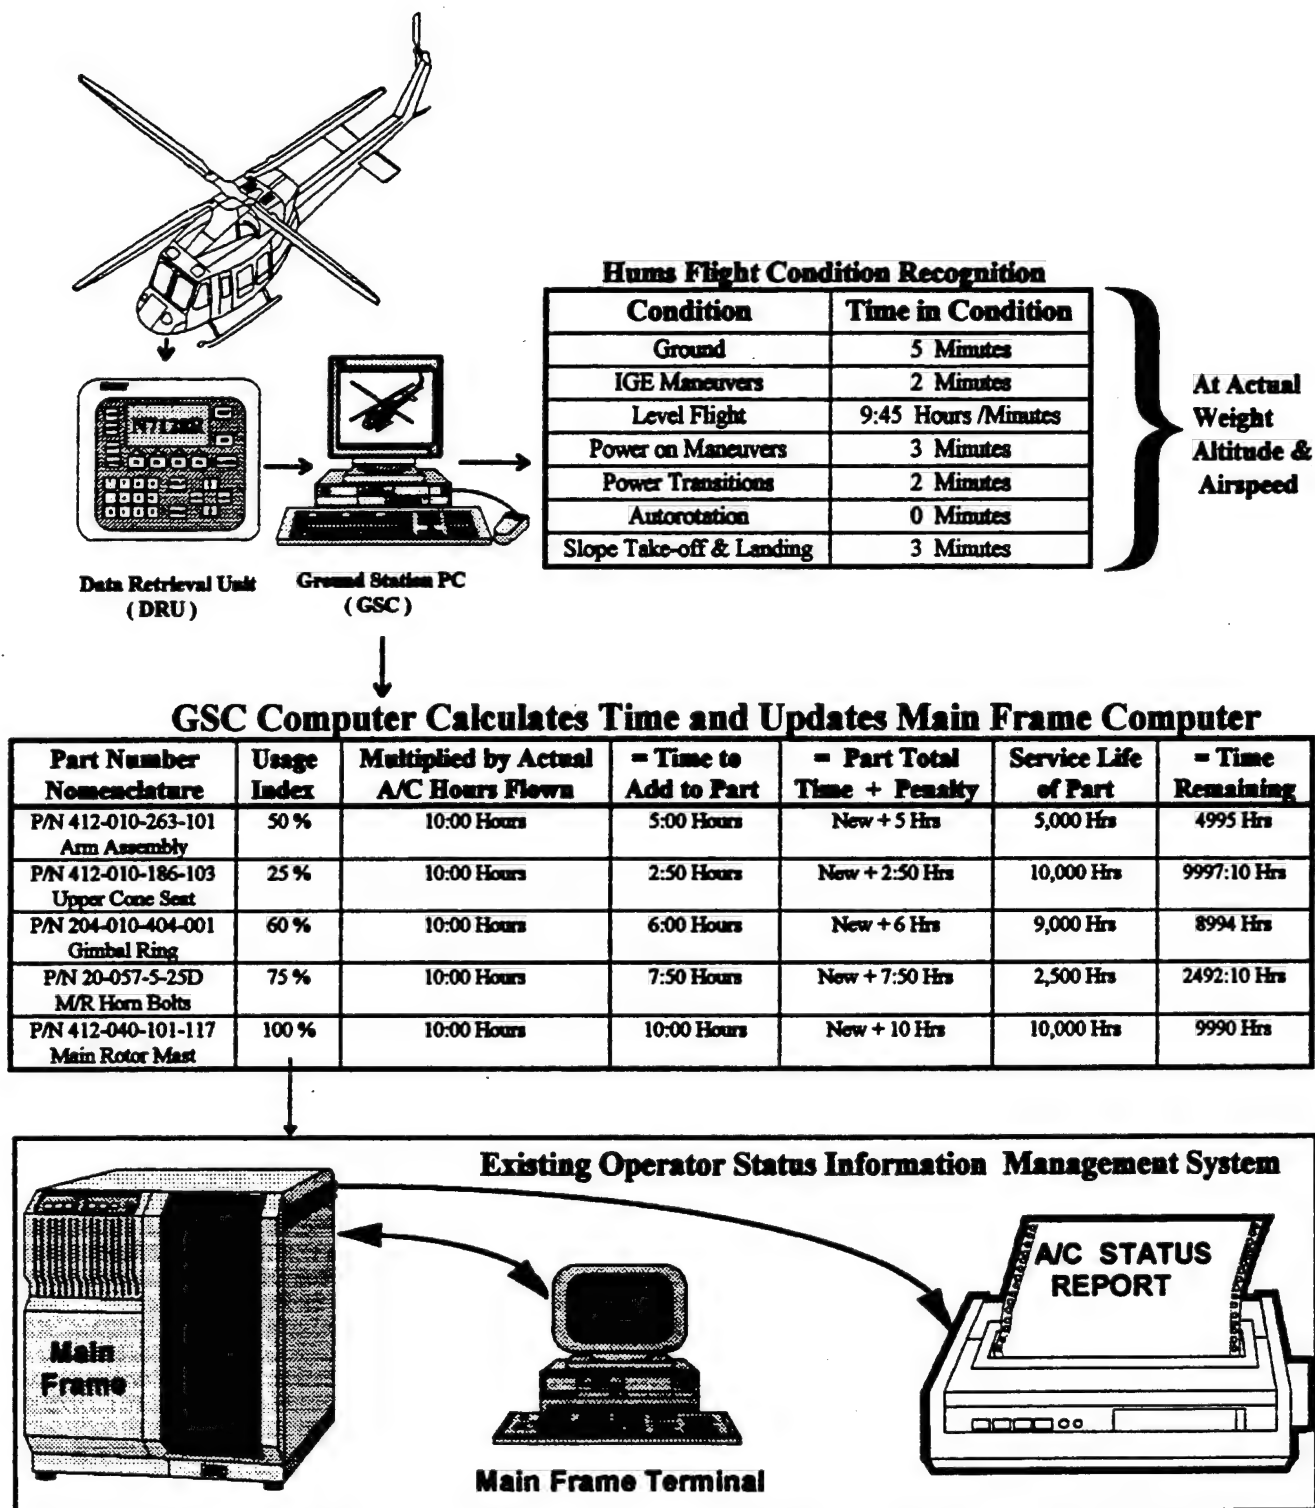 Hums Flight Condition Recognition
Condition Time in Condition
Ground 5 Minutes
IGE Maneuvers 2 Minutes
Level Flight 9:45 Hours /Minutes
Power on Maneuvers 3 Minutes
Power Transitions 2 Minutes
Autorotation 0 Minutes
Slope Take-off & Landing 3 Minutes
At Actual
Weight
Altitude &
Airspeed
Data Retrieval Unit
( DRU )
Ground Station PC
( GSC )
GSC Computer Calculates Time and Updates Main Frame Computer
Part Number Usage Multiplied by Actual = Time to = Part Total Service Life = Time
Nomenclature Index A/C Hours Flown Add to Part Time + Penalty of Part Remaining
P/N 412-010-263-101 50 % 10:00 Hours 5:00 Hours New + 5 Hrs 5,000 Hrs 4995 Hrs
Arm Assembly
P/N 412-010-186-103 25 % 10:00 Hours 2:50 Hours New + 2:50 Hrs 10,000 Hrs 9997:10 Hrs
Upper Cone Seat
P/N 204-010-404-001 60 % 10:00 Hours 6:00 Hours New + 6 Hrs 9,000 Hrs 8994 Hrs
Gimbal Ring
P/N 20-057-5-25D 75 % 10:00 Hours 7:50 Hours New + 7:50 Hrs 2,500 Hrs 2492:10 Hrs
M/R Horn Bolts
P/N 412-040-101-117 100 % 10:00 Hours 10:00 Hours New + 10 Hrs 10,000 Hrs 9990 Hrs
Main Rotor Mast
Existing Operator Status Information Management System
Main
Frame
A/C STATUS
REPORT
Main Frame Terminal